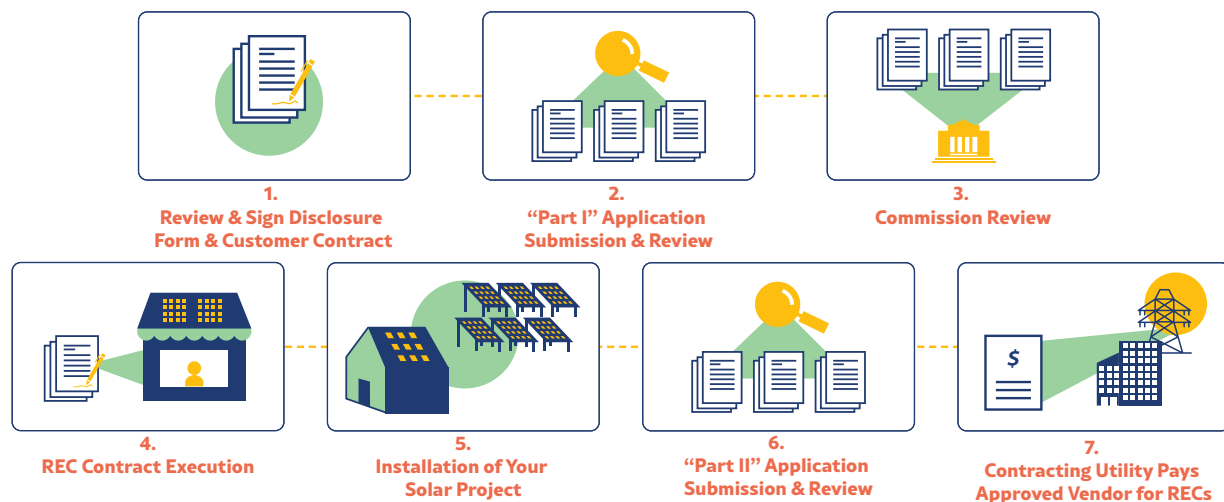 1.
Review & Sign Disclosure
Form & Customer Contract
2.
“Part I” Application
Submission & Review
3.
Commission Review
4.
REC Contract Execution
5.
Installation of Your
Solar Project
6.
“Part II” Application
Submission & Review
$
7.
Contracting Utility Pays
Approved Vendor for RECs